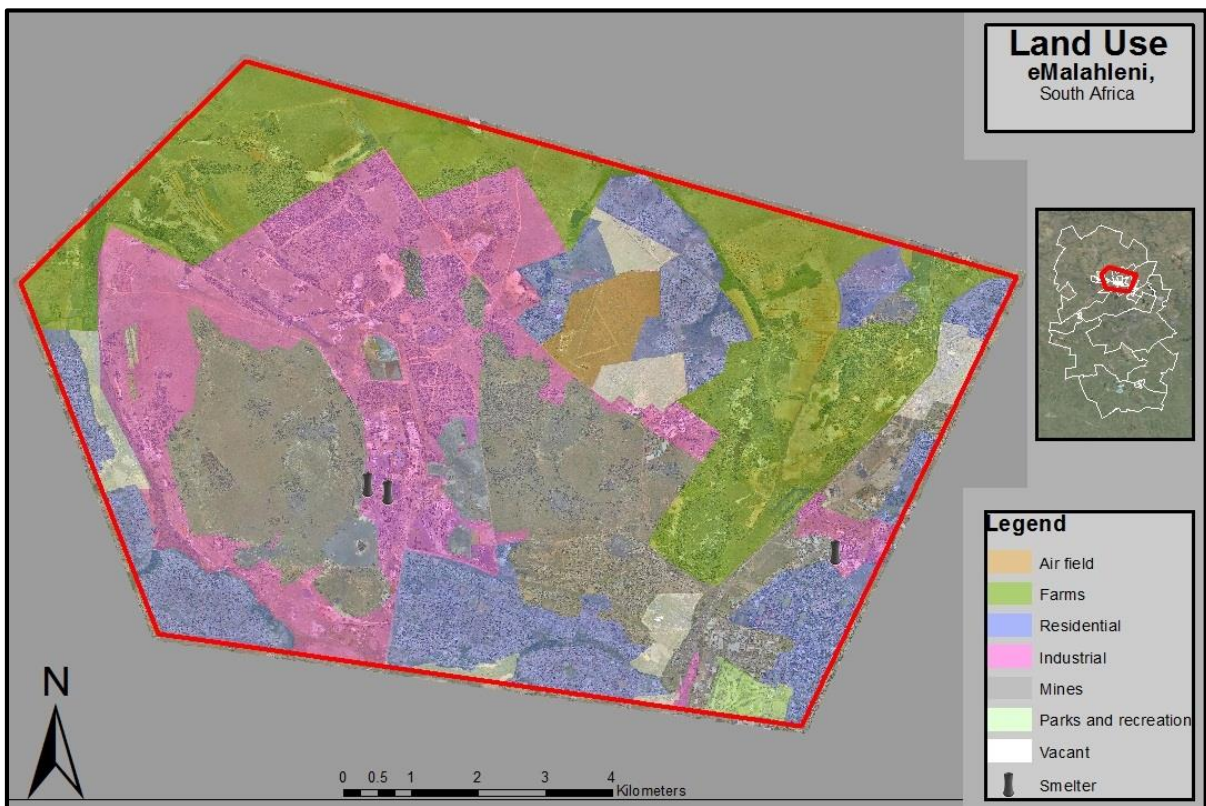 Land Use
eMalahleni,
South Africa
Legend
Air field
Farms
Residential
Industrial
Mines
Parks and recreation
Vacant
Smelter
N
0 0.5 1 2 3 4
Kilometers